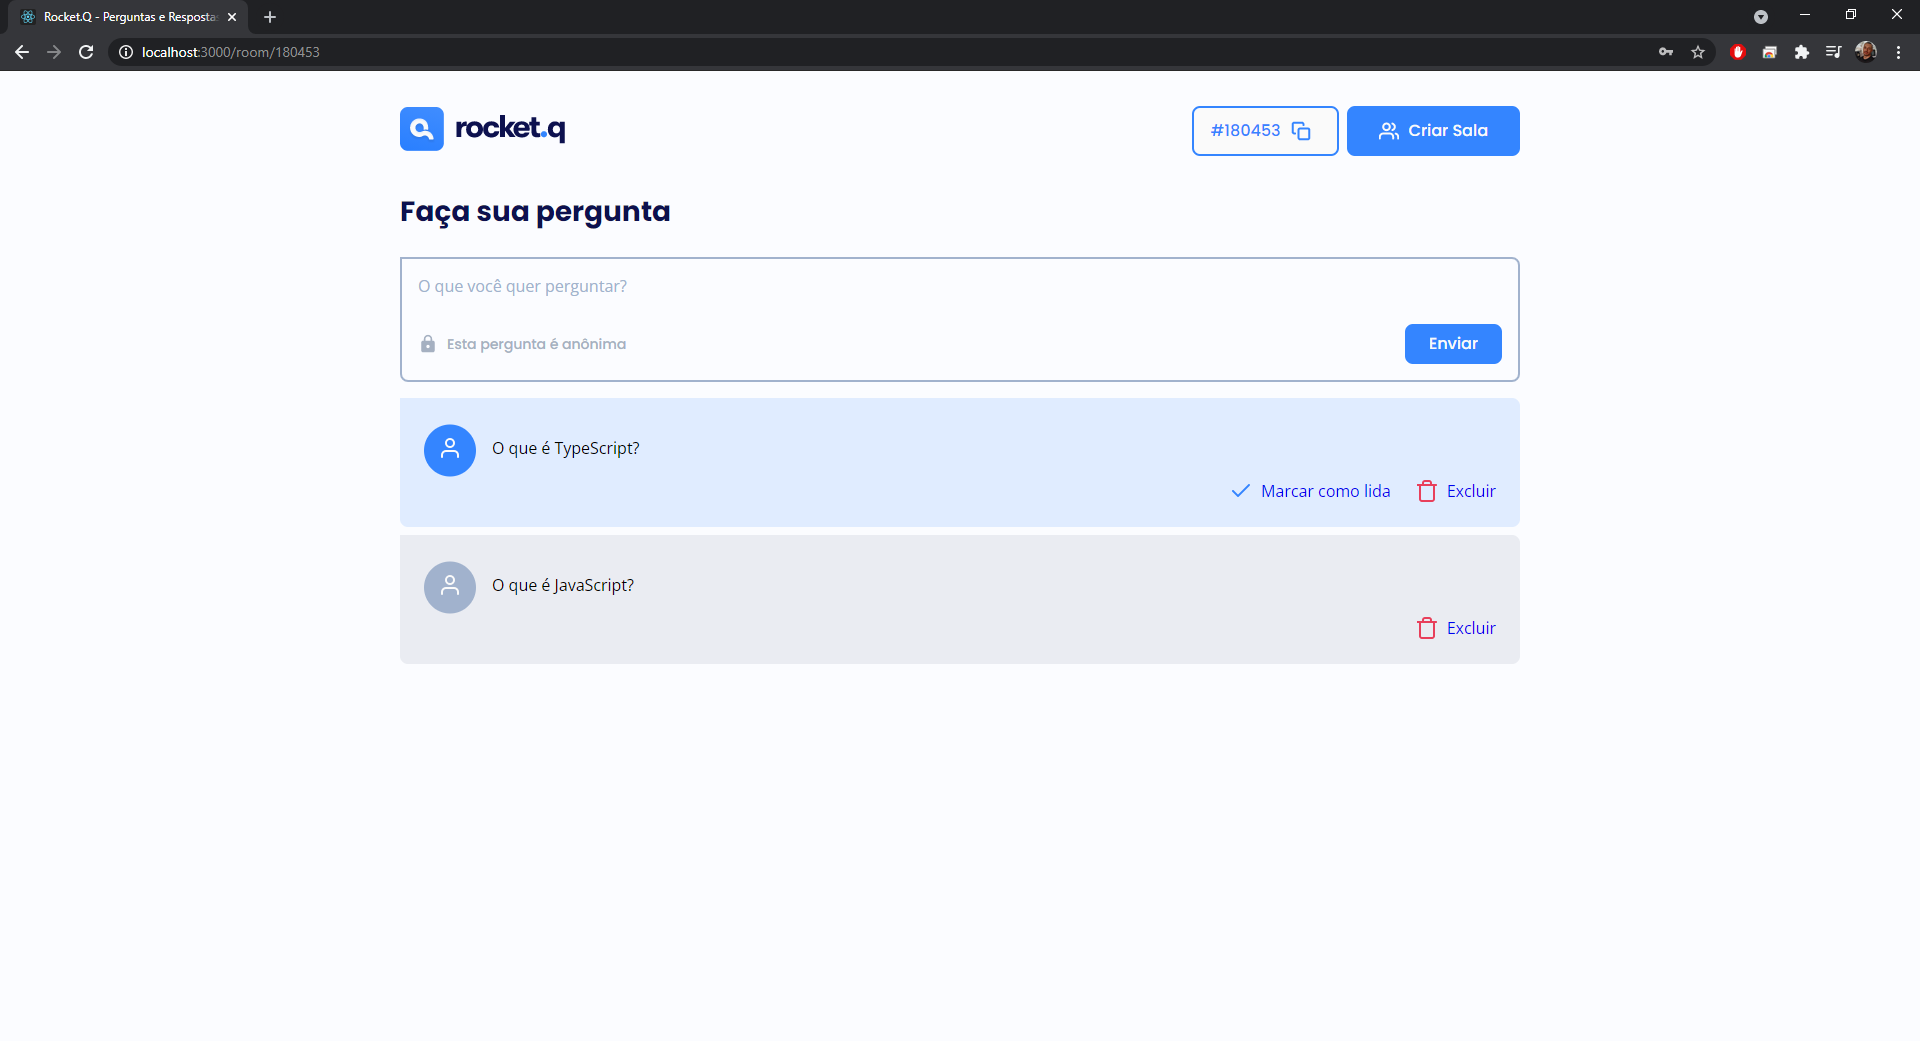 Rocket.Q - Perguntas e Respostas
localhost:3000/room/180453
rocket.q
#180453
Criar Sala
Faça sua pergunta
O que você quer perguntar?
Esta pergunta é anônima
Enviar
O que é TypeScript?
Marcar como lida
Excluir
O que é JavaScript?
Excluir